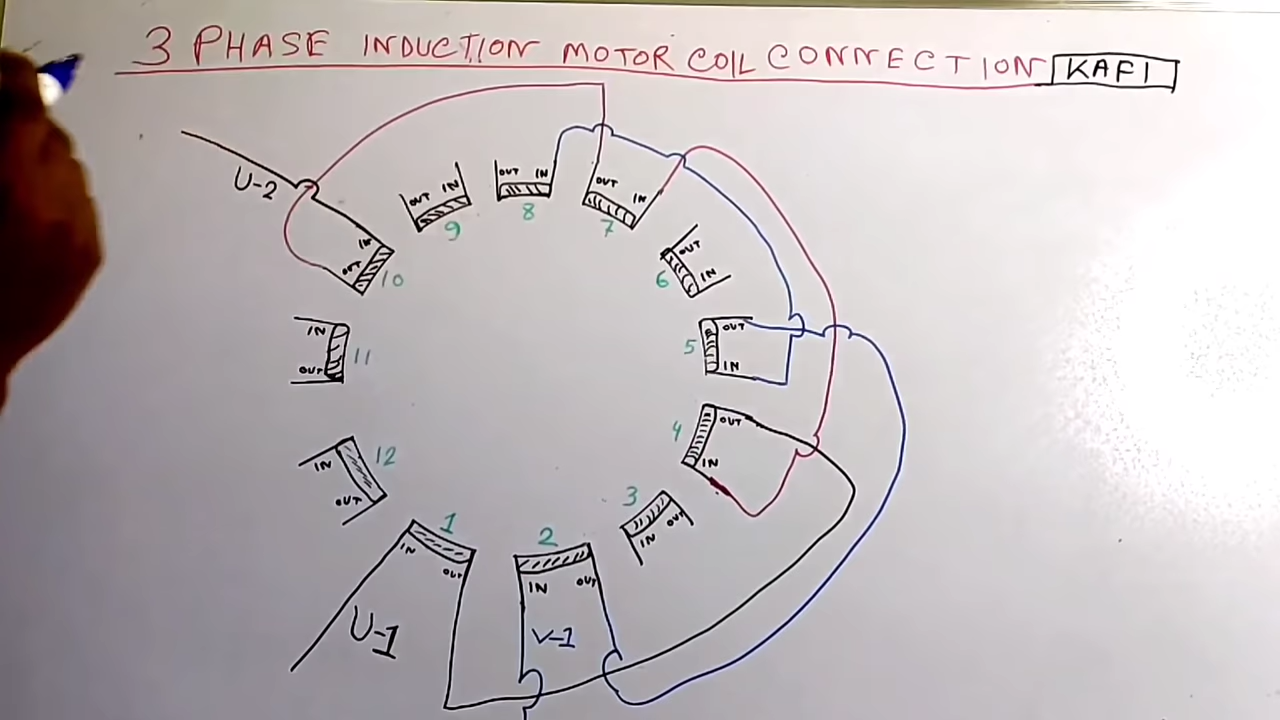 3 PHASE INDUCTION MOTOR COIL CONNECTION KAFI
U-2
IN
OUT
10
OUT IN
9
OUT IN
8
OUT
IN
7
OUT
IN
6
OUT
IN
5
OUT
IN
4
3
IN
OUT
2
IN
OUT
V-1
1
IN
OUT
U-1
12
IN
OUT
IN
OUT
11